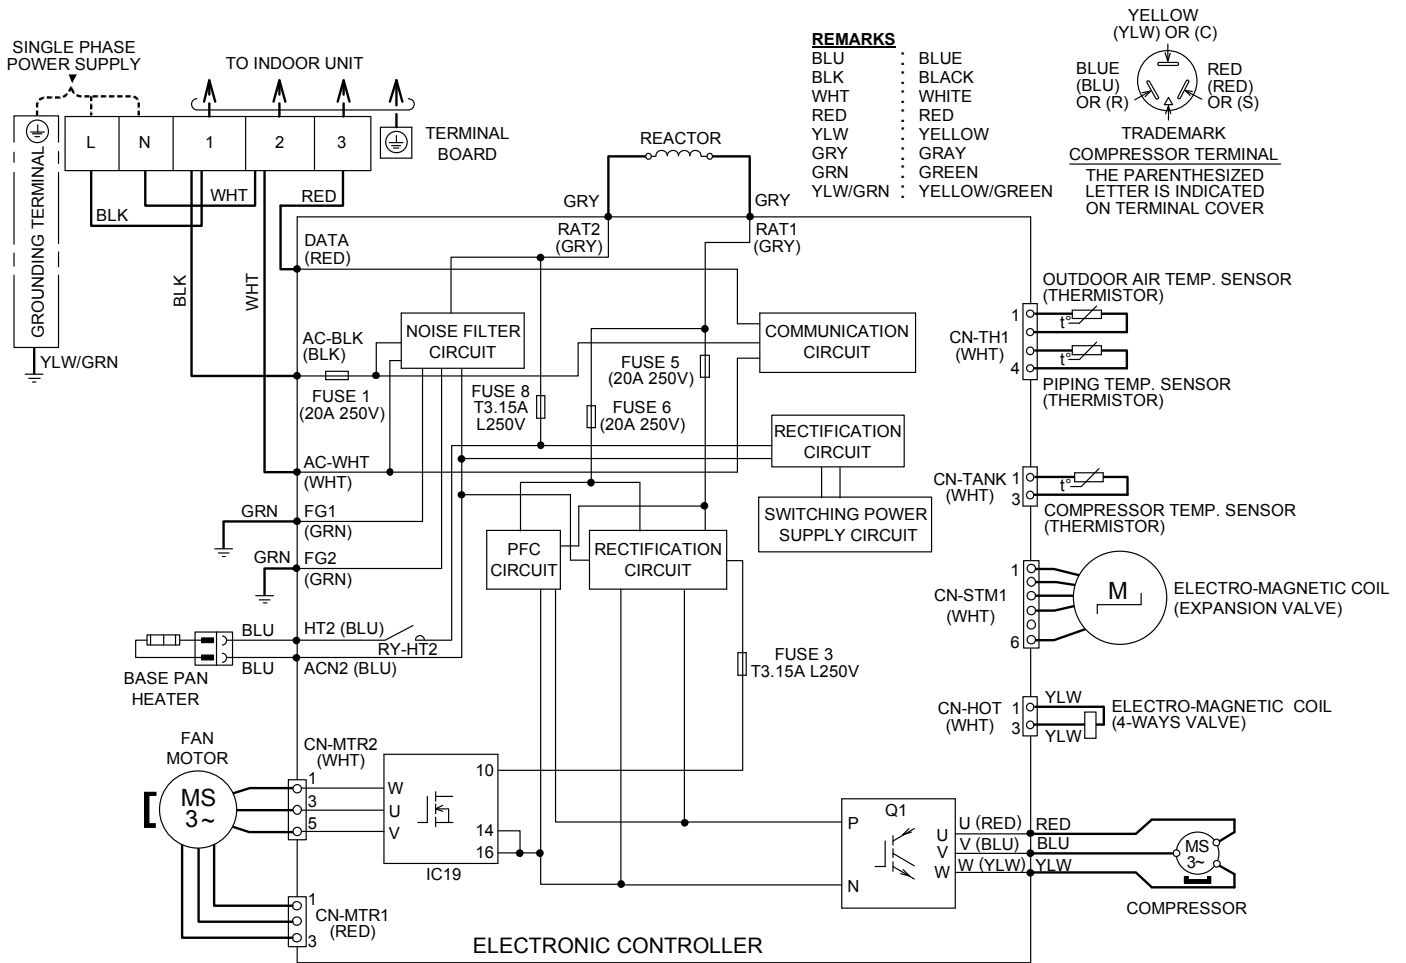 SINGLE PHASE
POWER SUPPLY
TO INDOOR UNIT
L
N
1
2
3
TERMINAL
BOARD
GROUNDING TERMINAL
YLW/GRN
BLK
WHT
RED
BLK
WHT
REACTOR
GRY
GRY
RAT2
(GRY)
RAT1
(GRY)
REMARKS
BLU : BLUE
BLK : BLACK
WHT : WHITE
RED : RED
YLW : YELLOW
GRY : GRAY
GRN : GREEN
YLW/GRN : YELLOW/GREEN
YELLOW
(YLW) OR (C)
BLUE
(BLU)
OR (R)
RED
(RED)
OR (S)
TRADEMARK
COMPRESSOR TERMINAL
THE PARENTHESIZED
LETTER IS INDICATED
ON TERMINAL COVER
DATA
(RED)
AC-BLK
(BLK)
FUSE 1
(20A 250V)
NOISE FILTER
CIRCUIT
FUSE 8
T3.15A
L250V
FUSE 5
(20A 250V)
FUSE 6
(20A 250V)
COMMUNICATION
CIRCUIT
RECTIFICATION
CIRCUIT
SWITCHING POWER
SUPPLY CIRCUIT
AC-WHT
(WHT)
GRN
FG1
(GRN)
GRN
FG2
(GRN)
PFC
CIRCUIT
RECTIFICATION
CIRCUIT
BLU
HT2 (BLU)
RY-HT2
BLU
ACN2 (BLU)
BASE PAN
HEATER
FUSE 3
T3.15A L250V
OUTDOOR AIR TEMP. SENSOR
(THERMISTOR)
1
CN-TH1
(WHT)
4
t°
t°
PIPING TEMP. SENSOR
(THERMISTOR)
CN-TANK
(WHT)
1
3
t°
COMPRESSOR TEMP. SENSOR
(THERMISTOR)
1
CN-STM1
(WHT)
6
M
ELECTRO-MAGNETIC COIL
(EXPANSION VALVE)
CN-HOT
(WHT)
1
3
YLW
YLW
ELECTRO-MAGNETIC COIL
(4-WAYS VALVE)
FAN
MOTOR
MS
3~
CN-MTR2
(WHT)
1
3
5
W
U
V
10
14
16
IC19
CN-MTR1
(RED)
1
3
Q1
P
N
U
V
W
U (RED)
V (BLU)
W (YLW)
RED
BLU
YLW
MS
3~
COMPRESSOR
ELECTRONIC CONTROLLER